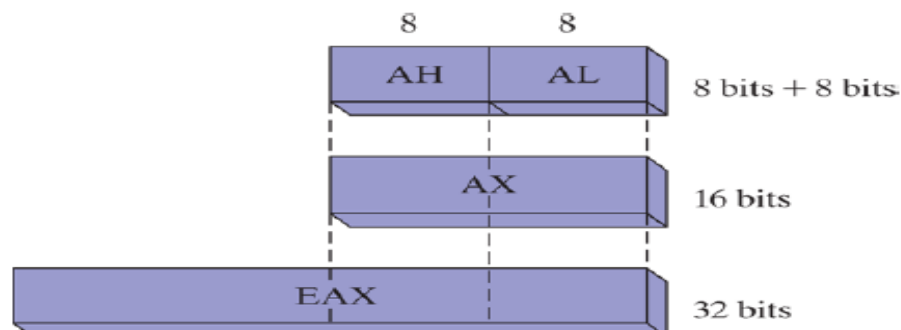 8 8
AH AL 8 bits + 8 bits
AX 16 bits
EAX 32 bits